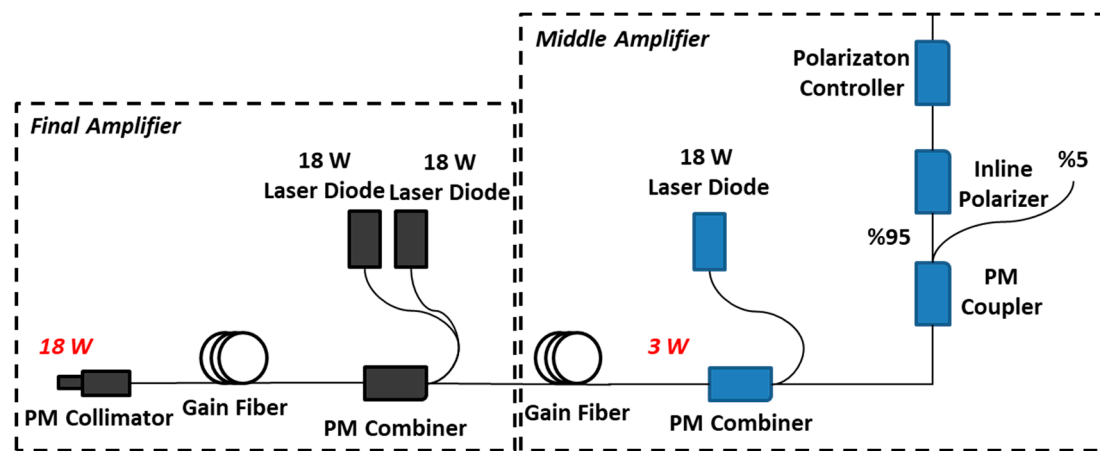 Middle Amplifier
Polarizaton
Controller
Final Amplifier
18 W
Laser Diode
18 W
Laser Diode
18 W
Laser Diode
%5
Inline
Polarizer
%95
PM
Coupler
18 W
3 W
PM Collimator
Gain Fiber
PM Combiner
Gain Fiber
PM Combiner